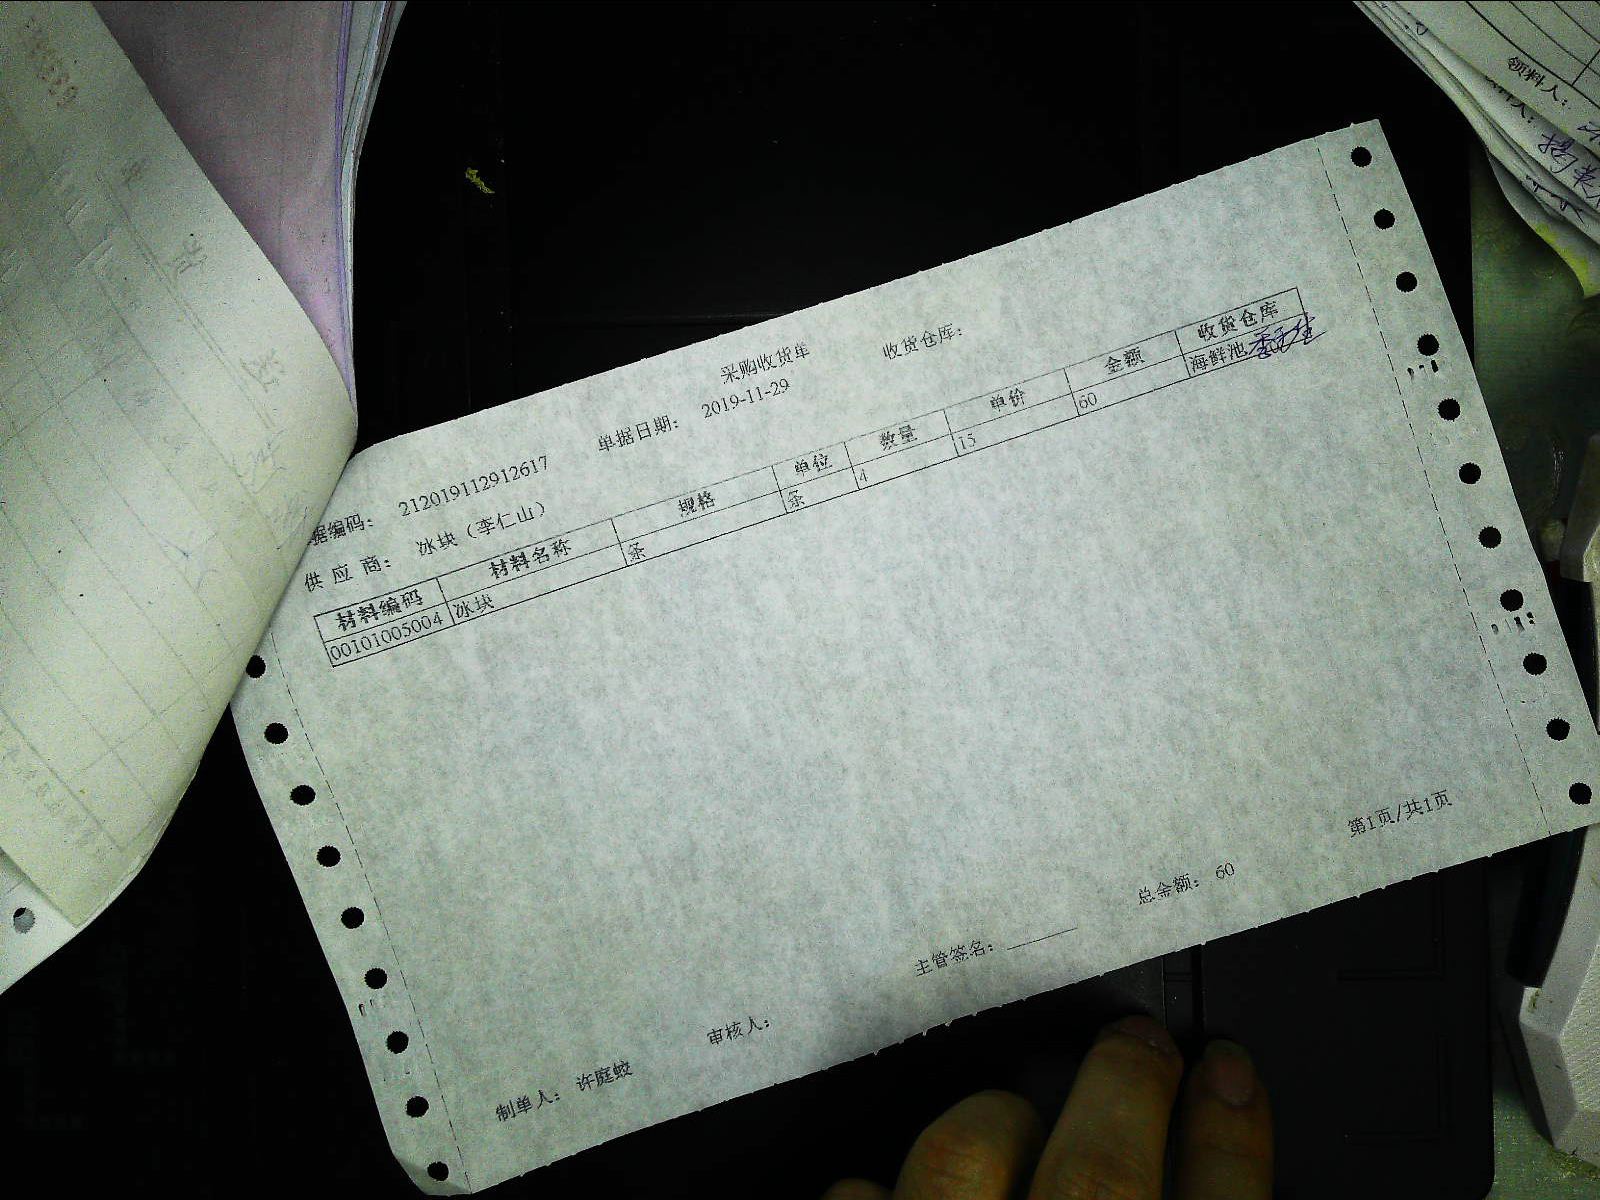 采购收货单
据编码： 212019112912617 单据日期： 2019-11-29 收货仓库：
供 应 商： 冰块（李仁山）
材料编码 材料名称 规格 单位 数量 单价 金额 收货仓库
00101005004 冰块 条 条 4 15 60 海鲜池
制单人： 许庭蛟 审核人： 主管签名： 总金额： 60 第1页/共1页
领料人：
人：